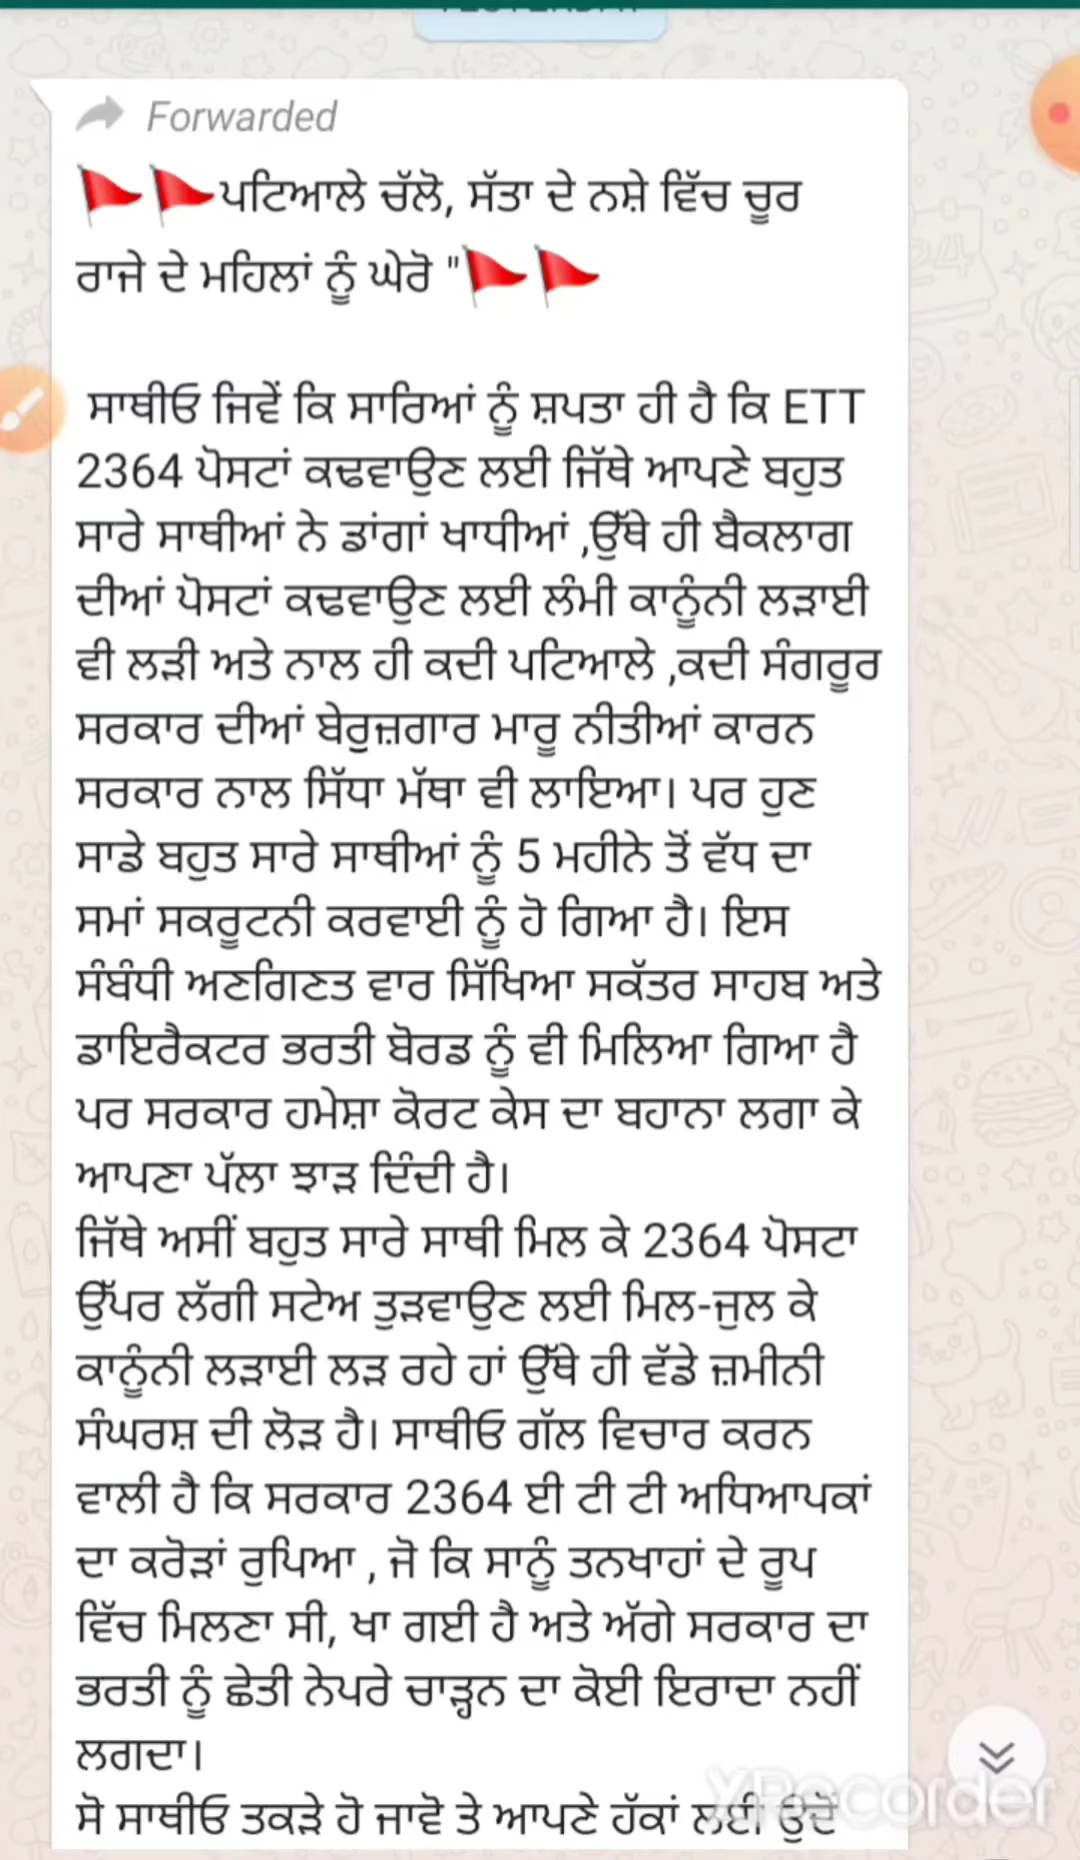 Forwarded
🚩🚩ਪਟਿਆਲੇ ਚੱਲੋ, ਸੱਤਾ ਦੇ ਨਸ਼ੇ ਵਿੱਚ ਚੂਰ
ਰਾਜੇ ਦੇ ਮਹਿਲਾਂ ਨੂੰ ਘੇਰੋ "🚩🚩
ਸਾਥੀਓ ਜਿਵੇਂ ਕਿ ਸਾਰਿਆਂ ਨੂੰ ਸ਼ਪਤਾ ਹੀ ਹੈ ਕਿ ETT
2364 ਪੋਸਟਾਂ ਕਢਵਾਉਣ ਲਈ ਜਿੱਥੇ ਆਪਣੇ ਬਹੁਤ
ਸਾਰੇ ਸਾਥੀਆਂ ਨੇ ਡਾਂਗਾਂ ਖਾਧੀਆਂ ,ਉੱਥੇ ਹੀ ਬੈਕਲਾਗ
ਦੀਆਂ ਪੋਸਟਾਂ ਕਢਵਾਉਣ ਲਈ ਲੰਮੀ ਕਾਨੂੰਨੀ ਲੜਾਈ
ਵੀ ਲੜੀ ਅਤੇ ਨਾਲ ਹੀ ਕਦੀ ਪਟਿਆਲੇ ,ਕਦੀ ਸੰਗਰੂਰ
ਸਰਕਾਰ ਦੀਆਂ ਬੇਰੁਜ਼ਗਾਰ ਮਾਰੂ ਨੀਤੀਆਂ ਕਾਰਨ
ਸਰਕਾਰ ਨਾਲ ਸਿੱਧਾ ਮੱਥਾ ਵੀ ਲਾਇਆ। ਪਰ ਹੁਣ
ਸਾਡੇ ਬਹੁਤ ਸਾਰੇ ਸਾਥੀਆਂ ਨੂੰ 5 ਮਹੀਨੇ ਤੋਂ ਵੱਧ ਦਾ
ਸਮਾਂ ਸਕਰੂਟਨੀ ਕਰਵਾਈ ਨੂੰ ਹੋ ਗਿਆ ਹੈ। ਇਸ
ਸੰਬੰਧੀ ਅਣਗਿਣਤ ਵਾਰ ਸਿੱਖਿਆ ਸਕੱਤਰ ਸਾਹਬ ਅਤੇ
ਡਾਇਰੈਕਟਰ ਭਰਤੀ ਬੋਰਡ ਨੂੰ ਵੀ ਮਿਲਿਆ ਗਿਆ ਹੈ
ਪਰ ਸਰਕਾਰ ਹਮੇਸ਼ਾ ਕੋਰਟ ਕੇਸ ਦਾ ਬਹਾਨਾ ਲਗਾ ਕੇ
ਆਪਣਾ ਪੱਲਾ ਝਾੜ ਦਿੰਦੀ ਹੈ।
ਜਿੱਥੇ ਅਸੀਂ ਬਹੁਤ ਸਾਰੇ ਸਾਥੀ ਮਿਲ ਕੇ 2364 ਪੋਸਟਾ
ਉੱਪਰ ਲੱਗੀ ਸਟੇਅ ਤੁੜਵਾਉਣ ਲਈ ਮਿਲ-ਜੁਲ ਕੇ
ਕਾਨੂੰਨੀ ਲੜਾਈ ਲੜ ਰਹੇ ਹਾਂ ਉੱਥੇ ਹੀ ਵੱਡੇ ਜ਼ਮੀਨੀ
ਸੰਘਰਸ਼ ਦੀ ਲੋੜ ਹੈ। ਸਾਥੀਓ ਗੱਲ ਵਿਚਾਰ ਕਰਨ
ਵਾਲੀ ਹੈ ਕਿ ਸਰਕਾਰ 2364 ਈ ਟੀ ਟੀ ਅਧਿਆਪਕਾਂ
ਦਾ ਕਰੋੜਾਂ ਰੁਪਿਆ , ਜੋ ਕਿ ਸਾਨੂੰ ਤਨਖਾਹਾਂ ਦੇ ਰੂਪ
ਵਿੱਚ ਮਿਲਣਾ ਸੀ, ਖਾ ਗਈ ਹੈ ਅਤੇ ਅੱਗੇ ਸਰਕਾਰ ਦਾ
ਭਰਤੀ ਨੂੰ ਛੇਤੀ ਨੇਪਰੇ ਚਾੜ੍ਹਨ ਦਾ ਕੋਈ ਇਰਾਦਾ ਨਹੀਂ
ਲਗਦਾ।
ਸੋ ਸਾਥੀਓ ਤਕੜੇ ਹੋ ਜਾਵੋ ਤੇ ਆਪਣੇ ਹੱਕਾਂ ਲਈ
XRecorder